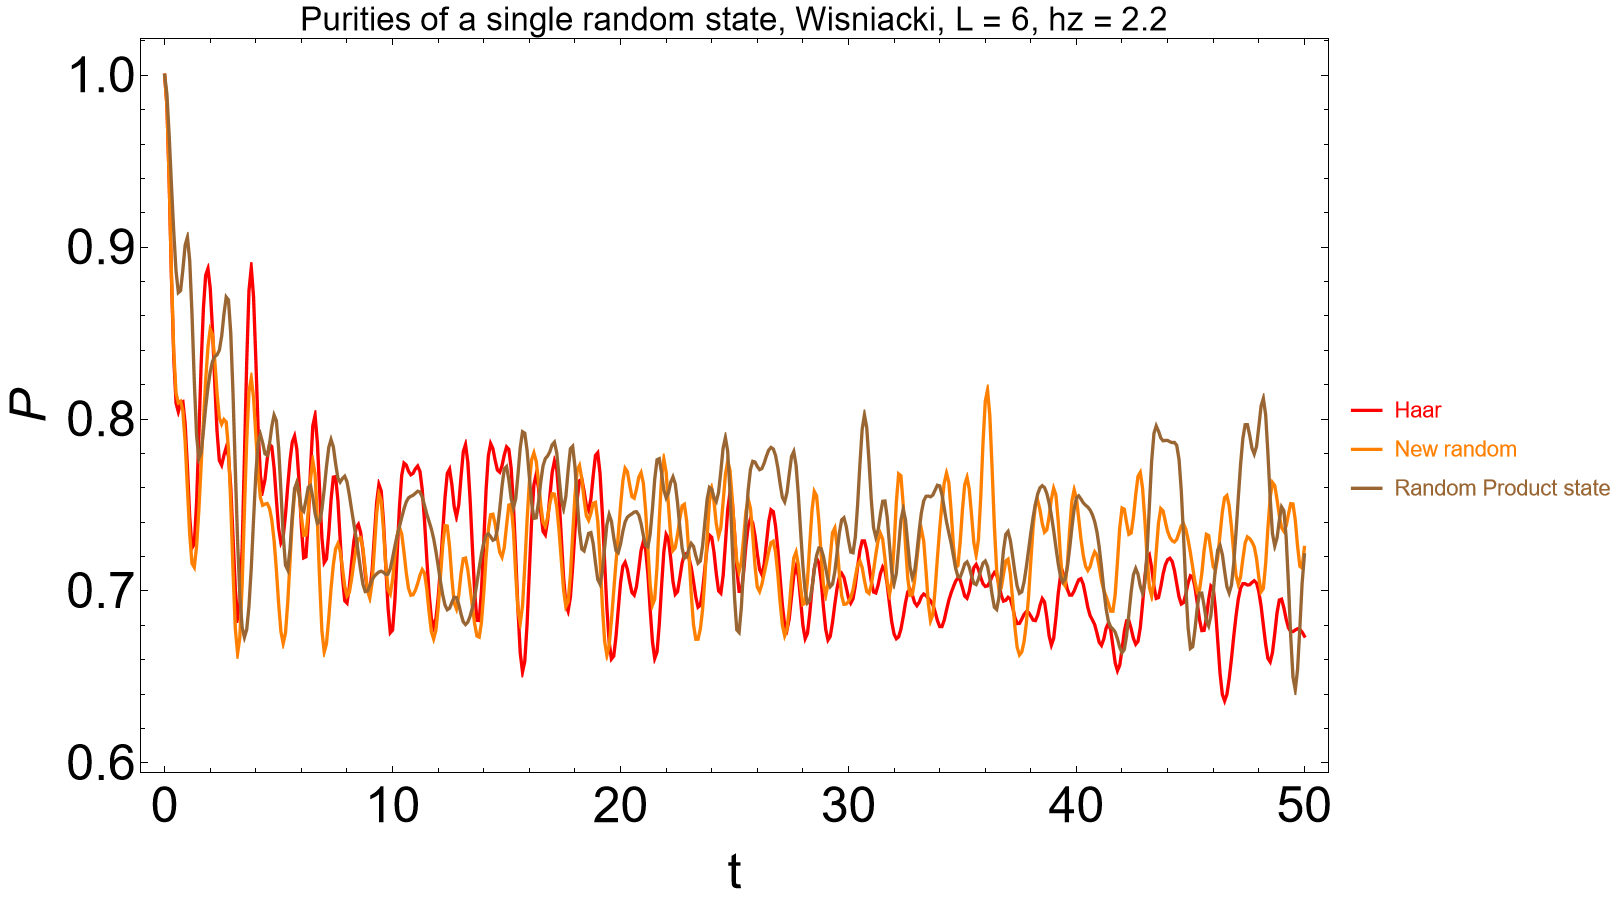 Purities of a single random state, Wisniacki, L = 6, hz = 2.2
1.0
0.9
0.8
0.7
0.6
P
0 10 20 30 40 50
t
Haar
New random
Random Product state